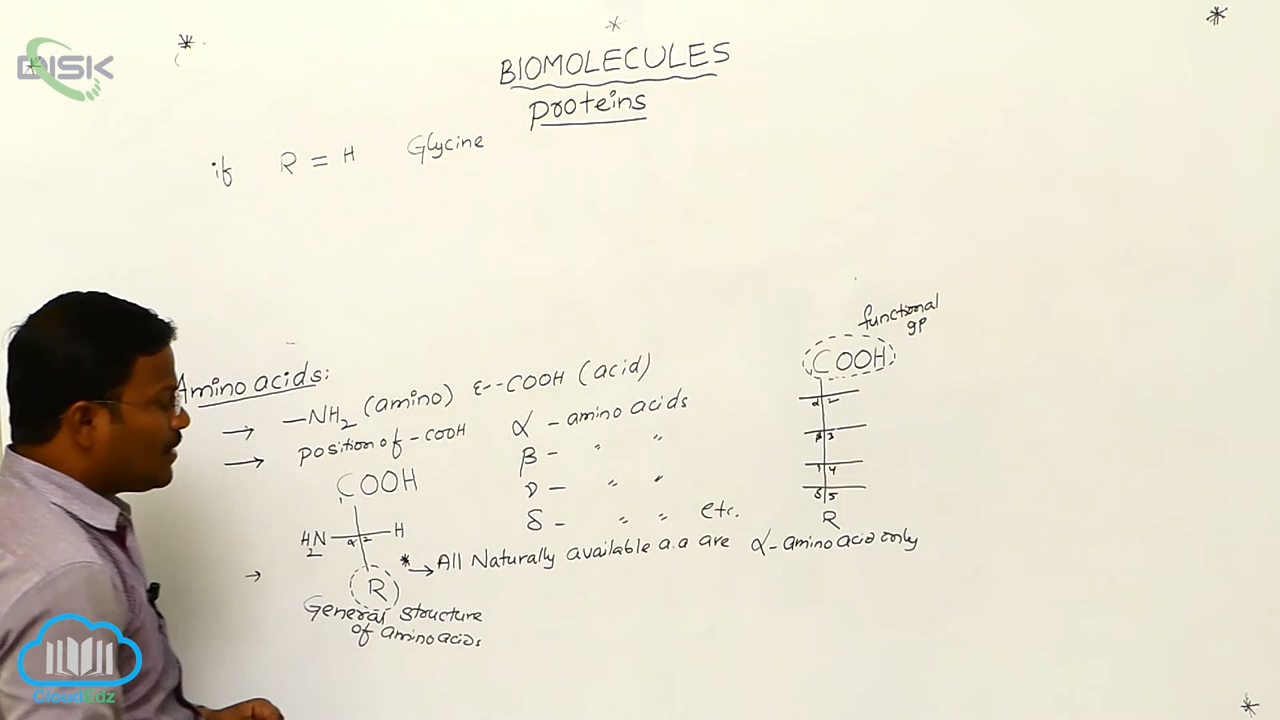 DISK
BIOMOLECULES
proteins
if R = H Glycine
functional
gp
COOH
α 2
β 3
γ 4
δ 5
R
Amino acids:
→ —NH2 (amino) & --COOH (acid)
→ position of -COOH
α - amino acids
β - " "
γ - " "
δ - " " etc.
COOH
H2N α 2 H
R
→ General structure
of amino acids
* → All Naturally available a.a are α-amino acid only
CloudEdz